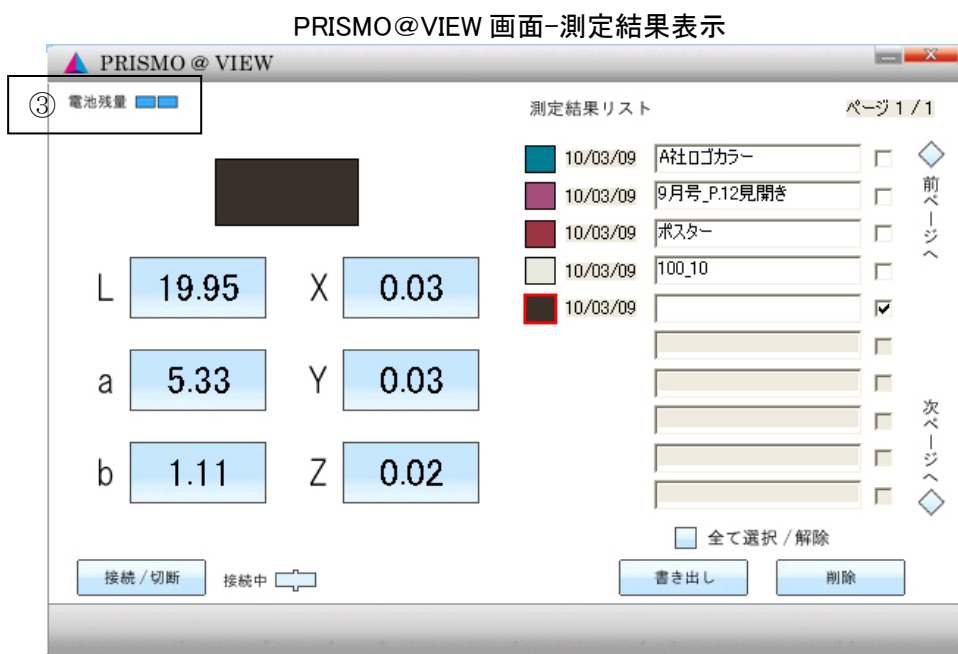 PRISMO@VIEW 画面-測定結果表示
PRISMO @ VIEW
③ 電池残量
測定結果リスト ページ 1 / 1
10/03/09 A社ロゴカラー
10/03/09 9月号_P.12見開き
10/03/09 ポスター
10/03/09 100_10
10/03/09
前ページへ
L 19.95 X 0.03
a 5.33 Y 0.03
b 1.11 Z 0.02
次ページへ
全て選択 / 解除
接続 / 切断 接続中 書き出し 削除